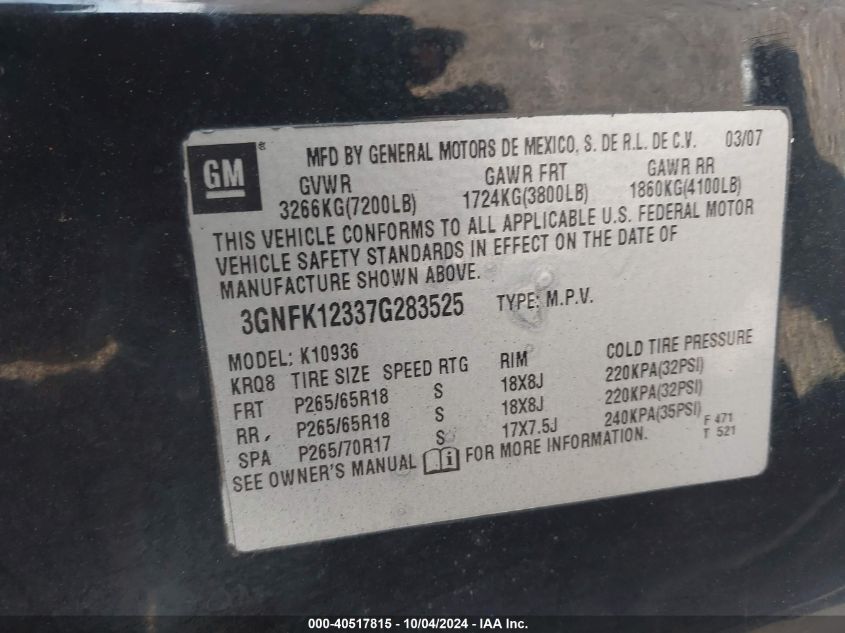 GM ®
MFD BY GENERAL MOTORS DE MEXICO, S. DE R.L. DE C.V. 03/07
GVWR GAWR FRT GAWR RR
3266KG(7200LB) 1724KG(3800LB) 1860KG(4100LB)
THIS VEHICLE CONFORMS TO ALL APPLICABLE U.S. FEDERAL MOTOR
VEHICLE SAFETY STANDARDS IN EFFECT ON THE DATE OF
MANUFACTURE SHOWN ABOVE.
3GNFK12337G283525 TYPE: M.P.V.
MODEL: K10936
KRQ8 TIRE SIZE SPEED RTG RIM COLD TIRE PRESSURE
FRT P265/65R18 S 18X8J 220KPA(32PSI)
RR P265/65R18 S 18X8J 220KPA(32PSI)
SPA P265/70R17 S 17X7.5J 240KPA(35PSI)
SEE OWNER'S MANUAL i FOR MORE INFORMATION.
F 471
T 521
000-40517815 - 10/04/2024 - IAA Inc.